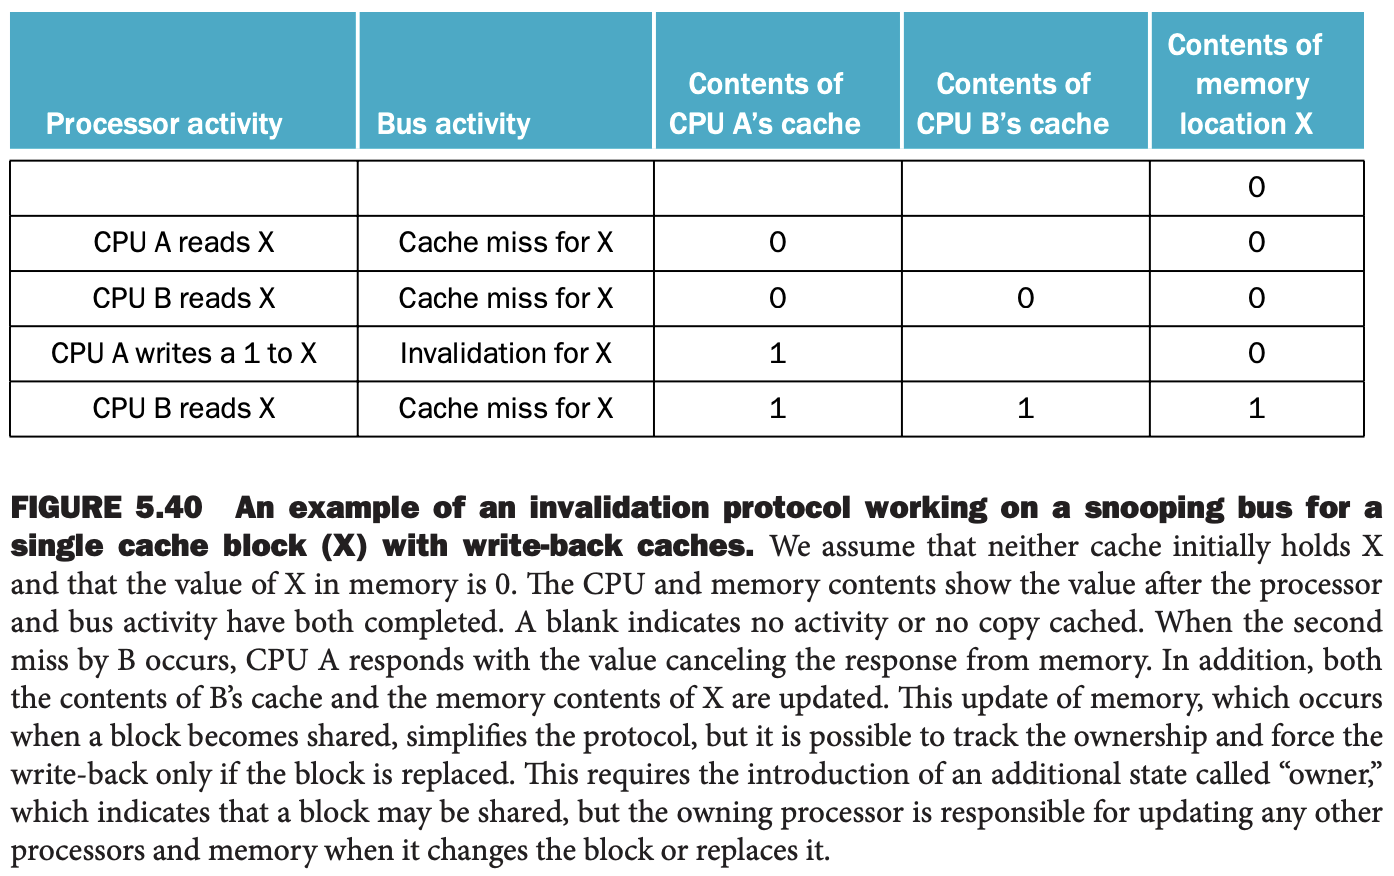 Processor activity Bus activity Contents of CPU A's cache Contents of CPU B's cache Contents of memory location X
0
CPU A reads X Cache miss for X 0 0
CPU B reads X Cache miss for X 0 0 0
CPU A writes a 1 to X Invalidation for X 1 0
CPU B reads X Cache miss for X 1 1 1
FIGURE 5.40 An example of an invalidation protocol working on a snooping bus for a
single cache block (X) with write-back caches. We assume that neither cache initially holds X
and that the value of X in memory is 0. The CPU and memory contents show the value after the processor
and bus activity have both completed. A blank indicates no activity or no copy cached. When the second
miss by B occurs, CPU A responds with the value canceling the response from memory. In addition, both
the contents of B's cache and the memory contents of X are updated. This update of memory, which occurs
when a block becomes shared, simplifies the protocol, but it is possible to track the ownership and force the
write-back only if the block is replaced. This requires the introduction of an additional state called “owner,”
which indicates that a block may be shared, but the owning processor is responsible for updating any other
processors and memory when it changes the block or replaces it.